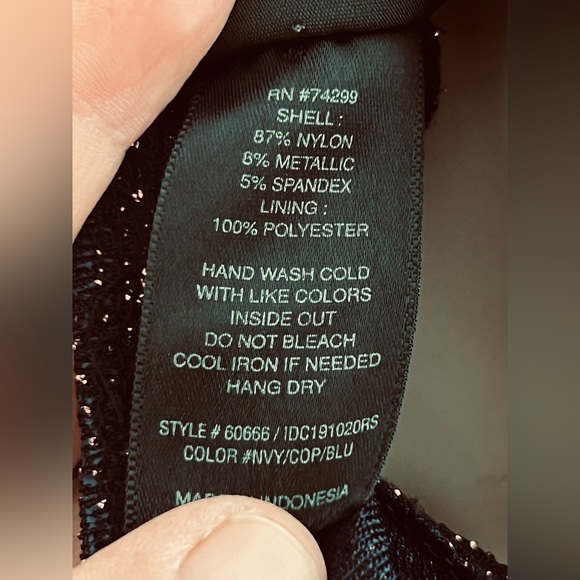 RN #74299
SHELL :
87% NYLON
8% METALLIC
5% SPANDEX
LINING :
100% POLYESTER
HAND WASH COLD
WITH LIKE COLORS
INSIDE OUT
DO NOT BLEACH
COOL IRON IF NEEDED
HANG DRY
STYLE # 60666 / IDC191020RS
COLOR #NVY/COP/BLU
INDONESIA